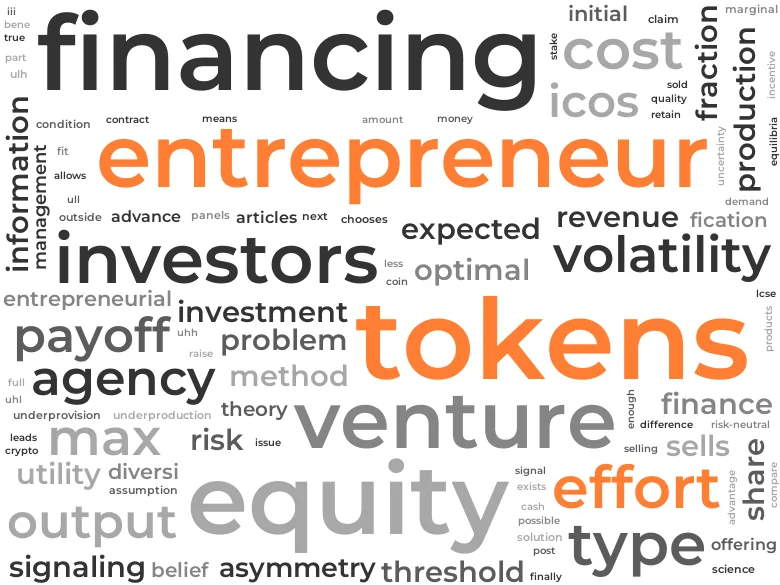 iii
bene
true
part
ulh
financing
initial
claim
marginal
stake
cost
fraction
production
incentive
icos
sold
quality
retain
information
management
condition
contract
means
amount
money
entrepreneur
uncertainty
equilibria
fit
allows
ull
outside
advance
panels
articles
next
chooses
expected
revenue
demand
fication
investors
less
coin
optimal
volatility
entrepreneurial
investment
lcse
payoff
uhh
raise
problem
tokens
products
full
uhl
agency
method
underprovision
underproduction
theory
venture
enough
finance
difference
risk-neutral
leads
crypto
max
risk
issue
selling
sells
share
compare
utility
diversi
assumption
equity
signal
exists
effort
advantage
cash
possible
solution
post
output
type
offering
signaling
belief
asymmetry
threshold
finally
science